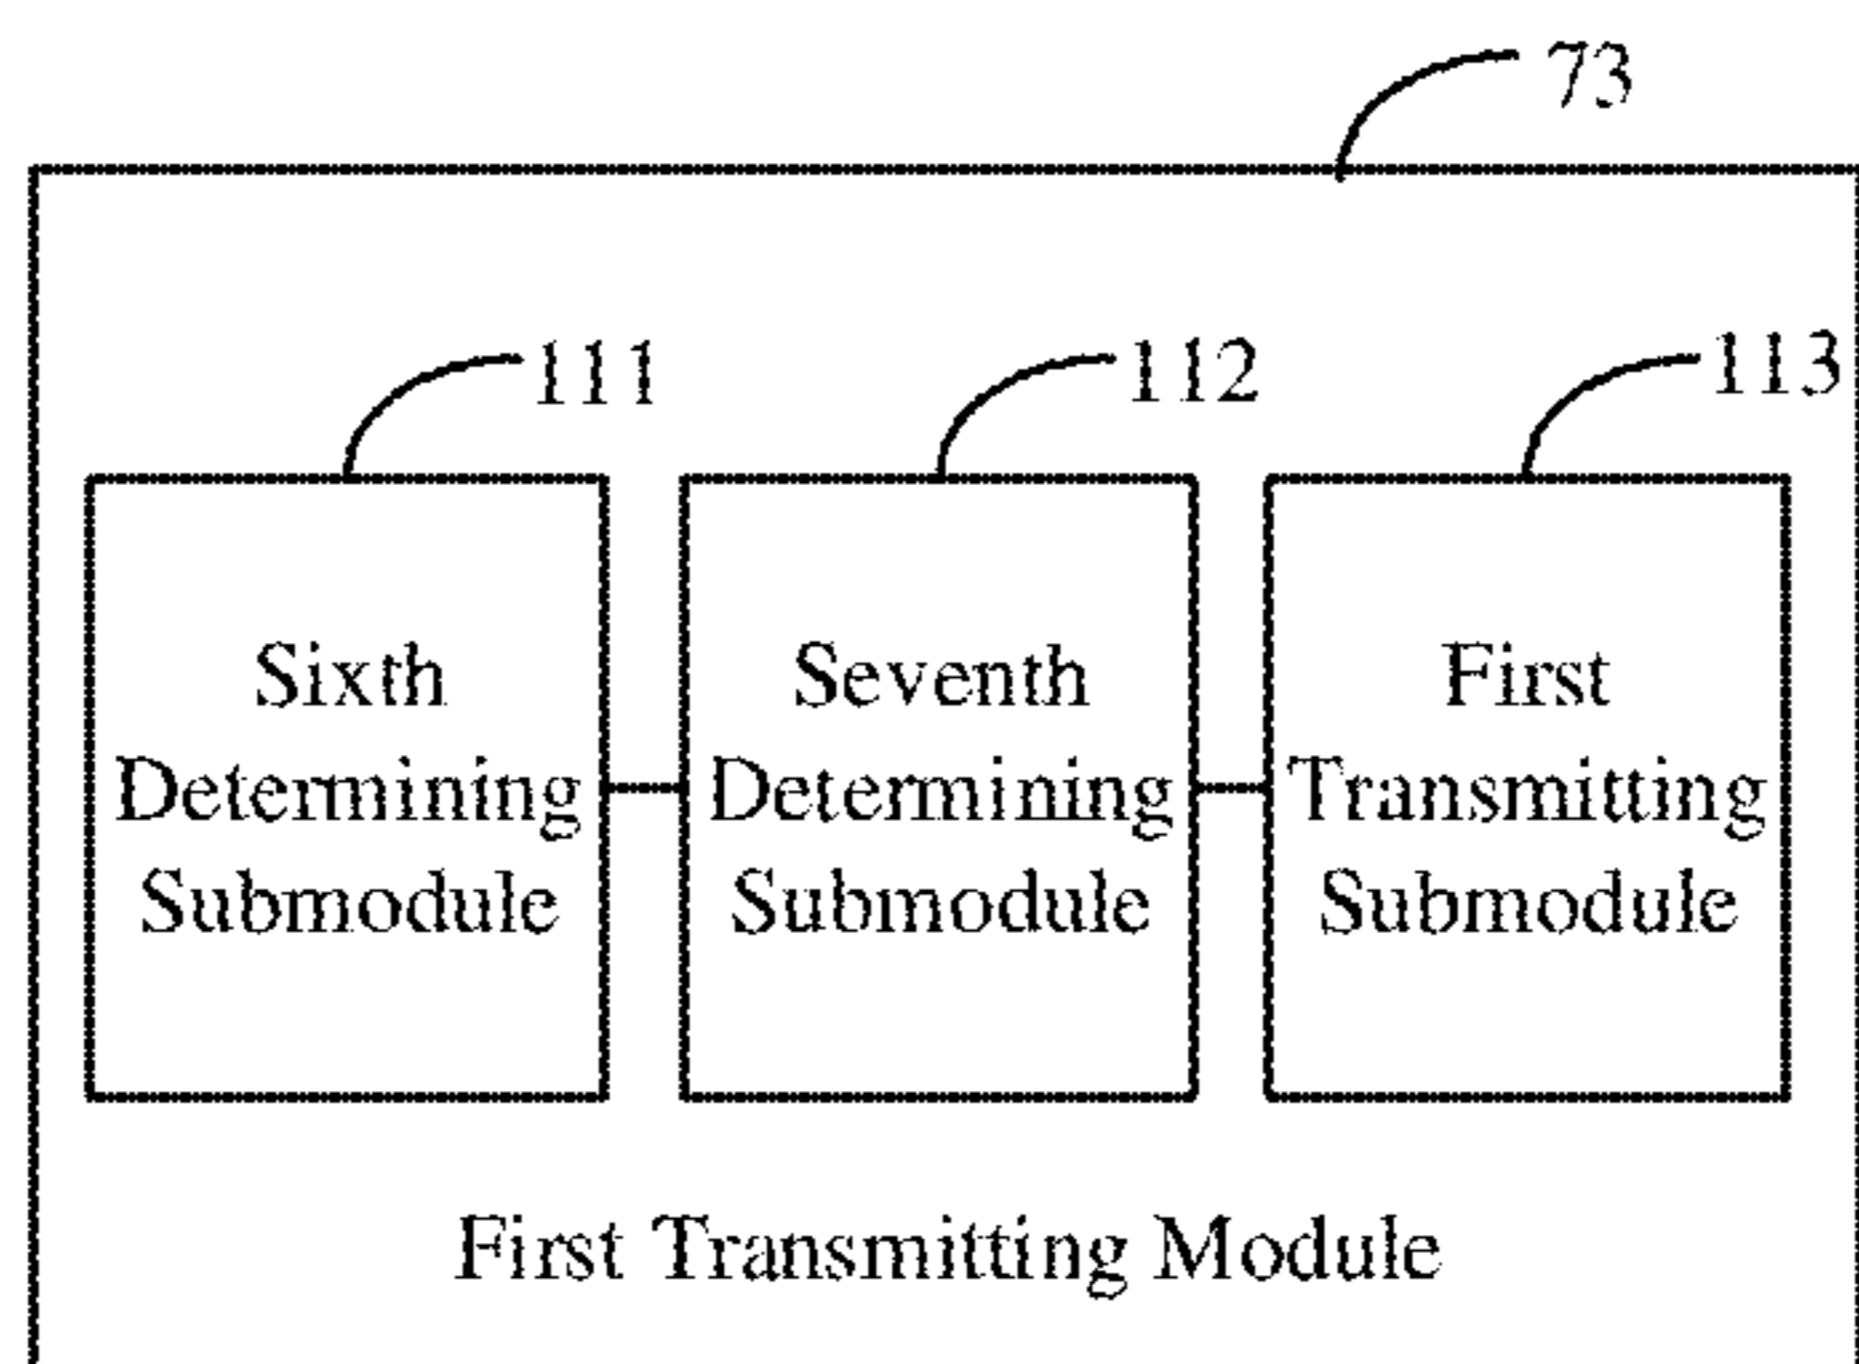 73
111
112
113
Sixth
Determining
Submodule
Seventh
Determining
Submodule
First
Transmitting
Submodule
First Transmitting Module